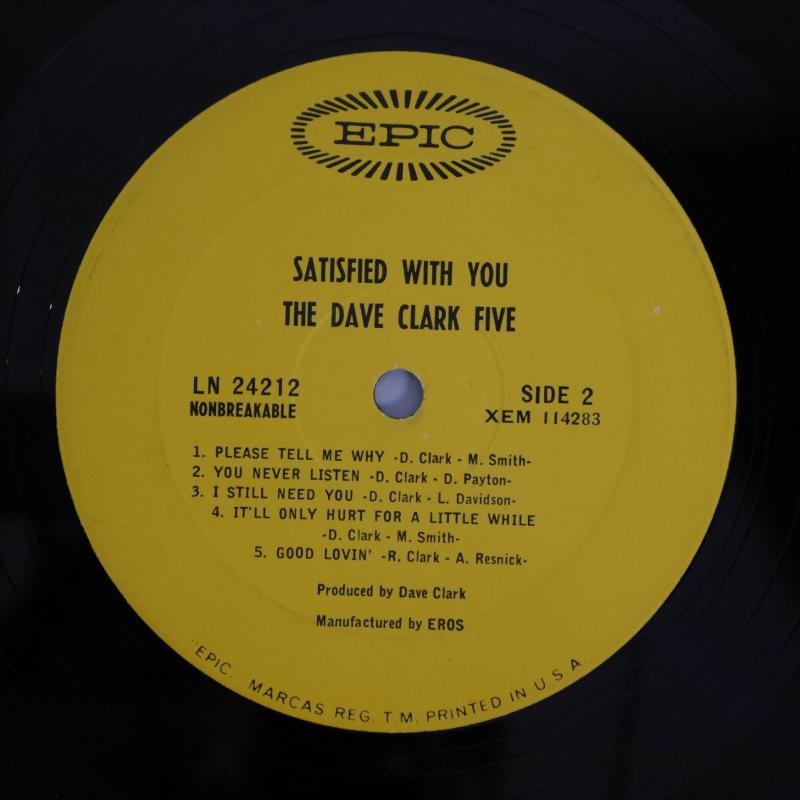 EPIC
SATISFIED WITH YOU
THE DAVE CLARK FIVE
LN 24212
NONBREAKABLE
SIDE 2
XEM 114283
1. PLEASE TELL ME WHY -D. Clark - M. Smith-
2. YOU NEVER LISTEN -D. Clark - D. Payton-
3. I STILL NEED YOU -D. Clark - L. Davidson-
4. IT'LL ONLY HURT FOR A LITTLE WHILE
-D. Clark - M. Smith-
5. GOOD LOVIN' -R. Clark - A. Resnick-
Produced by Dave Clark
Manufactured by EROS
"EPIC. MARCAS REG. T.M. PRINTED IN U.S.A.